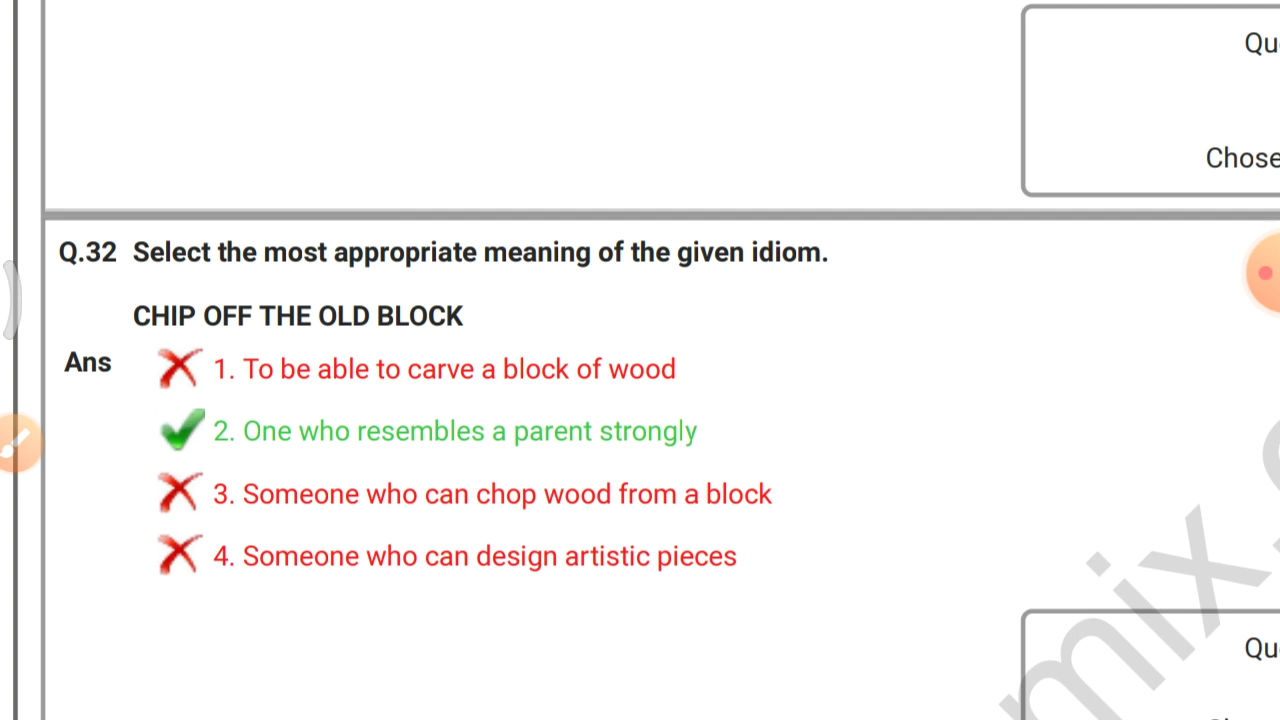 Qu
Chose
Q.32 Select the most appropriate meaning of the given idiom.
CHIP OFF THE OLD BLOCK
Ans
1. To be able to carve a block of wood
2. One who resembles a parent strongly
3. Someone who can chop wood from a block
4. Someone who can design artistic pieces
mix.
Qu